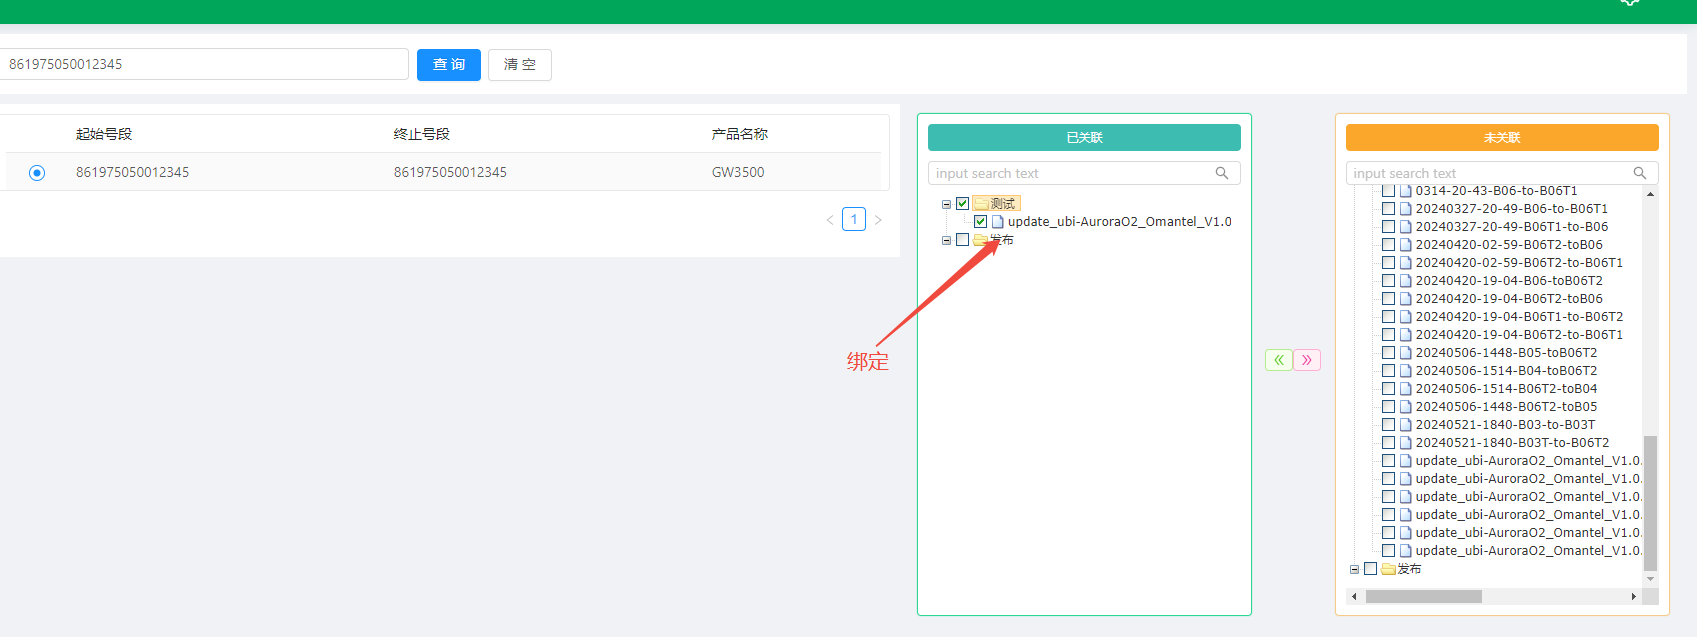 861975050012345
查 询
清 空
起始号段
终止号段
产品名称
861975050012345
861975050012345
GW3500
1
绑定
已关联
input search text
测试
update_ubi-AuroraO2_Omantel_V1.0
发布
未关联
input search text
0314-20-43-B06-to-B06T1
20240327-20-49-B06-to-B06T1
20240327-20-49-B06T1-to-B06
20240420-02-59-B06T2-toB06
20240420-02-59-B06T2-to-B06T1
20240420-19-04-B06-toB06T2
20240420-19-04-B06T2-toB06
20240420-19-04-B06T1-to-B06T2
20240420-19-04-B06T2-to-B06T1
20240506-1448-B05-toB06T2
20240506-1514-B04-toB06T2
20240506-1514-B06T2-toB04
20240506-1448-B06T2-toB05
20240521-1840-B03-to-B03T
20240521-1840-B03T-to-B06T2
update_ubi-AuroraO2_Omantel_V1.0.
update_ubi-AuroraO2_Omantel_V1.0.
update_ubi-AuroraO2_Omantel_V1.0.
update_ubi-AuroraO2_Omantel_V1.0.
update_ubi-AuroraO2_Omantel_V1.0.
update_ubi-AuroraO2_Omantel_V1.0.
发布